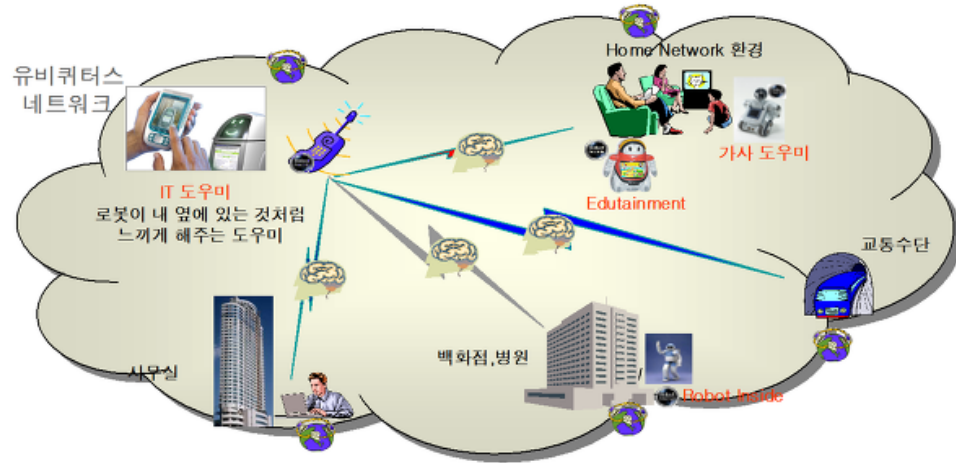 Home Network 환경
유비쿼터스
네트워크
가사 도우미
IT 도우미
로봇이 내 옆에 있는 것처럼
느끼게 해주는 도우미
Edutainment
교통수단
백화점,병원
사무실
Robot Inside